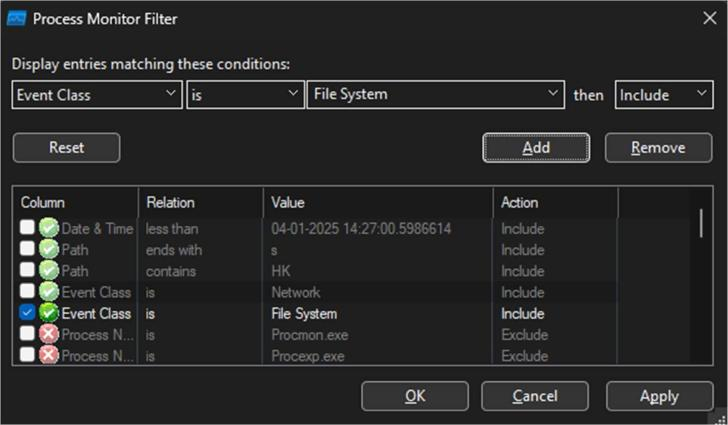 Process Monitor Filter
Display entries matching these conditions:
Event Class is File System then Include
Reset Add Remove
Column Relation Value Action
Date & Time less than 04-01-2025 14:27:00.5986614 Include
Path ends with s Include
Path contains HK Include
Event Class is Network Include
Event Class is File System Include
Process N... is Procmon.exe Exclude
Process N... is Procexp.exe Exclude
OK Cancel Apply